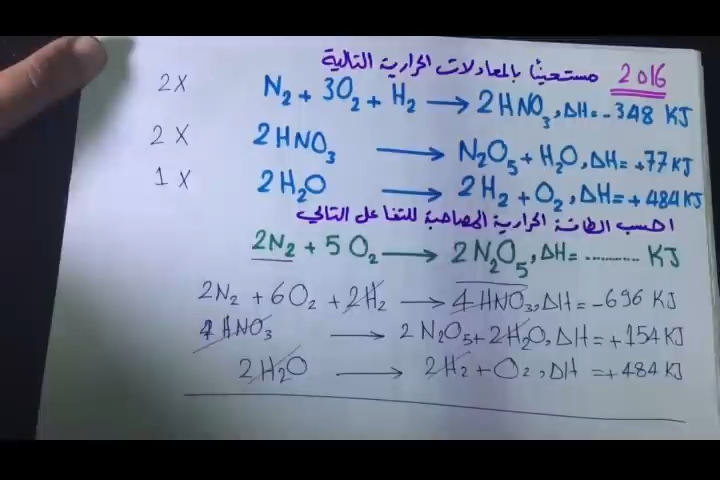 2016 مستعينًا بالمعادلات الحرارية التالية
2X N₂ + 3O₂ + H₂ → 2HNO₃, ΔH= -348 KJ
2X 2HNO₃ → N₂O₅ + H₂O, ΔH= +77 KJ
1X 2H₂O → 2H₂ + O₂, ΔH= +484 KJ
احسب الطاقة الحرارية المصاحبة للتفاعل التالي
2N₂ + 5O₂ → 2N₂O₅, ΔH= .......... KJ
2N₂ + 6O₂ + 2H₂ → 4HNO₃, ΔH= -696 KJ
4HNO₃ → 2N₂O₅ + 2H₂O, ΔH= +154 KJ
2H₂O → 2H₂ + O₂, ΔH = +484 KJ